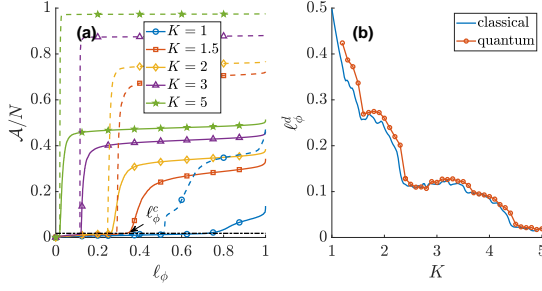 (a)
K = 1
K = 1.5
K = 2
K = 3
K = 5
ℓ_ϕ^c
𝒜/N
1
0.8
0.6
0.4
0.2
0
0 0.2 0.4 0.6 0.8 1
ℓ_ϕ
(b)
classical
quantum
ℓ_ϕ^d
0.5
0.4
0.3
0.2
0.1
0
1 2 3 4 5
K